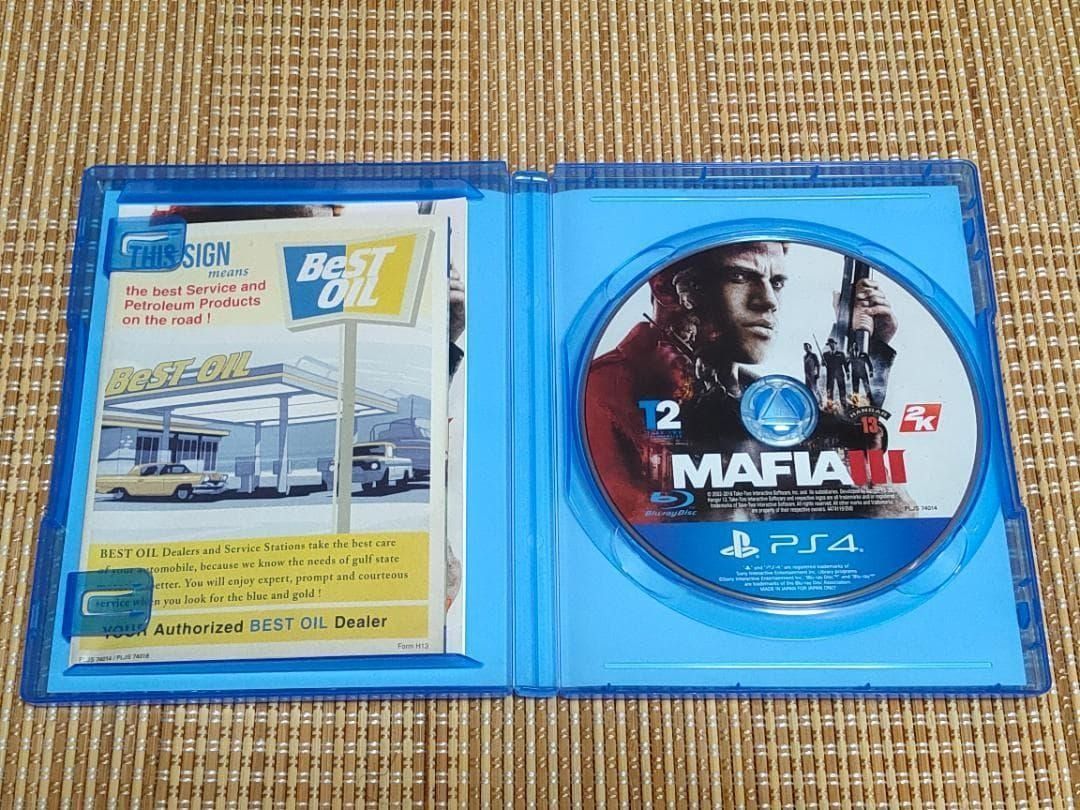 THIS SIGN
means
the best Service and
Petroleum Products
on the road !
BeST
OIL
BeST OIL
BEST OIL Dealers and Service Stations take the best care
of your automobile, because we know the needs of gulf state
better. You will enjoy expert, prompt and courteous
service when you look for the blue and gold !
YOUR Authorized BEST OIL Dealer
Form H13
PLJS 74014 / PLJS 74018
T2
HANGAR
13
2K
MAFIA III
Blu-ray Disc
PLJS 74014
PS4
MADE IN JAPAN FOR JAPAN ONLY